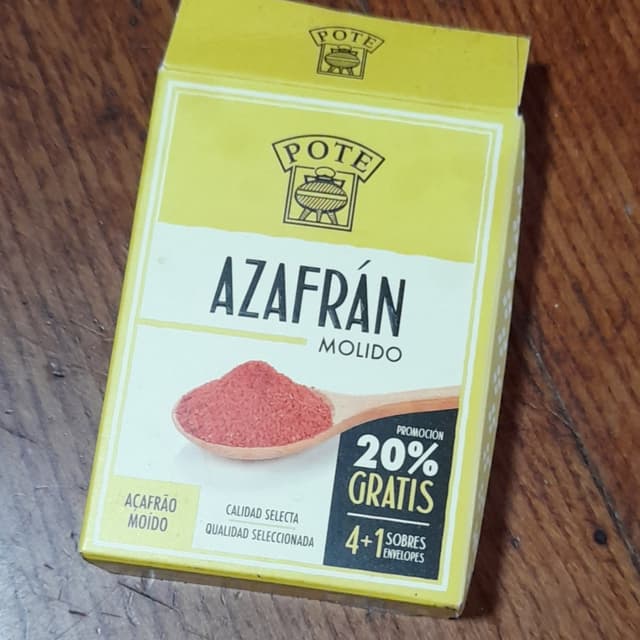 POTE
POTE
AZAFRÁN
MOLIDO
PROMOCIÓN
20%
GRATIS
4+1 SOBRES
ENVELOPES
AÇAFRÃO
MOÍDO
CALIDAD SELECTA
QUALIDAD SELECCIONADA